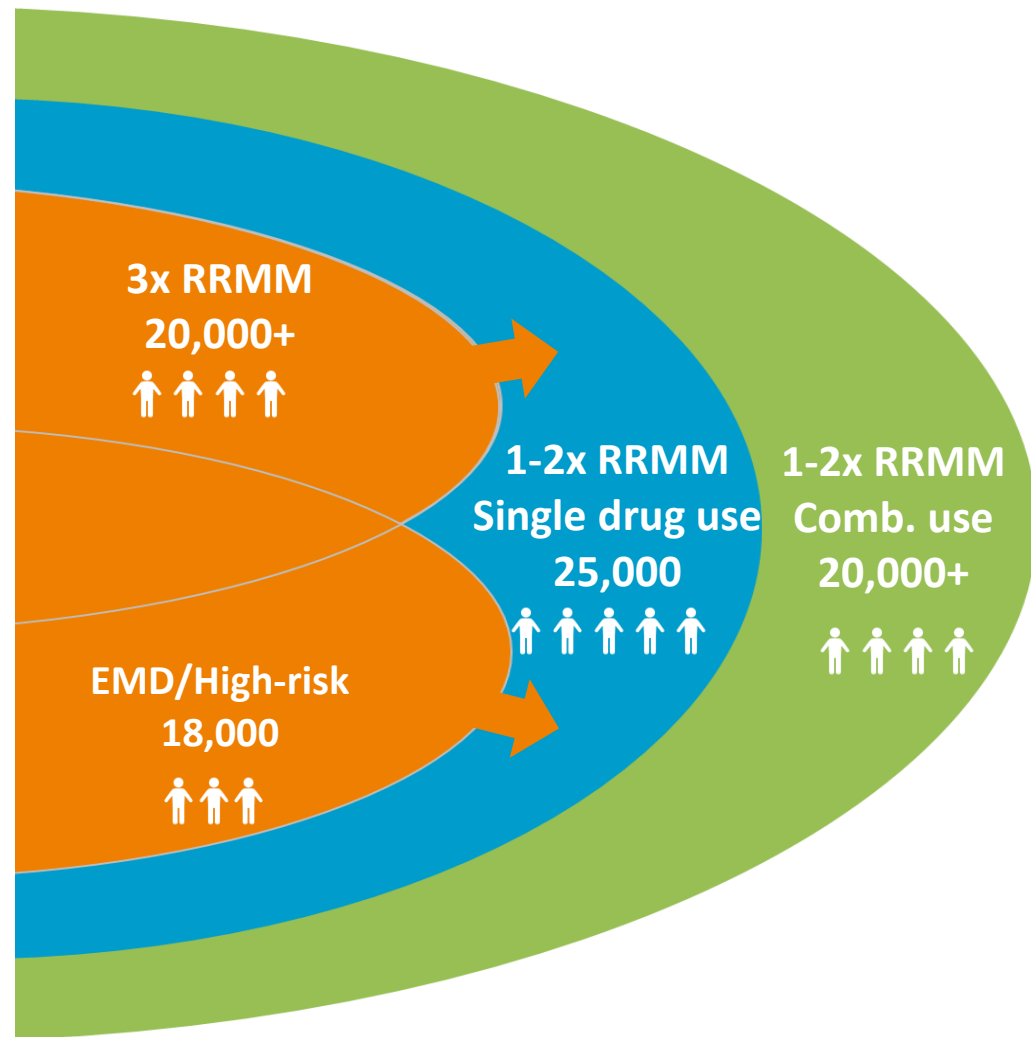 3x RRMM
20,000+
1-2x RRMM
Single drug use
25,000
1-2x RRMM
Comb. use
20,000+
EMD/High-risk
18,000